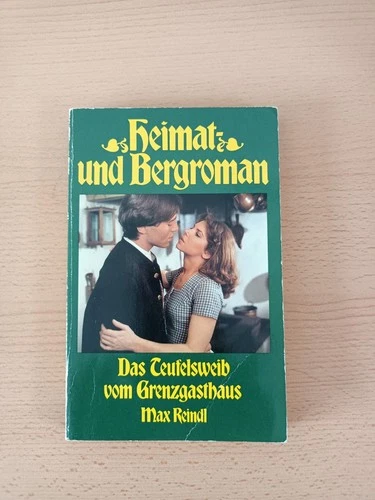 Heimat-
und Bergroman
Das Teufelsweib
vom Grenzgasthaus
Max Reindl